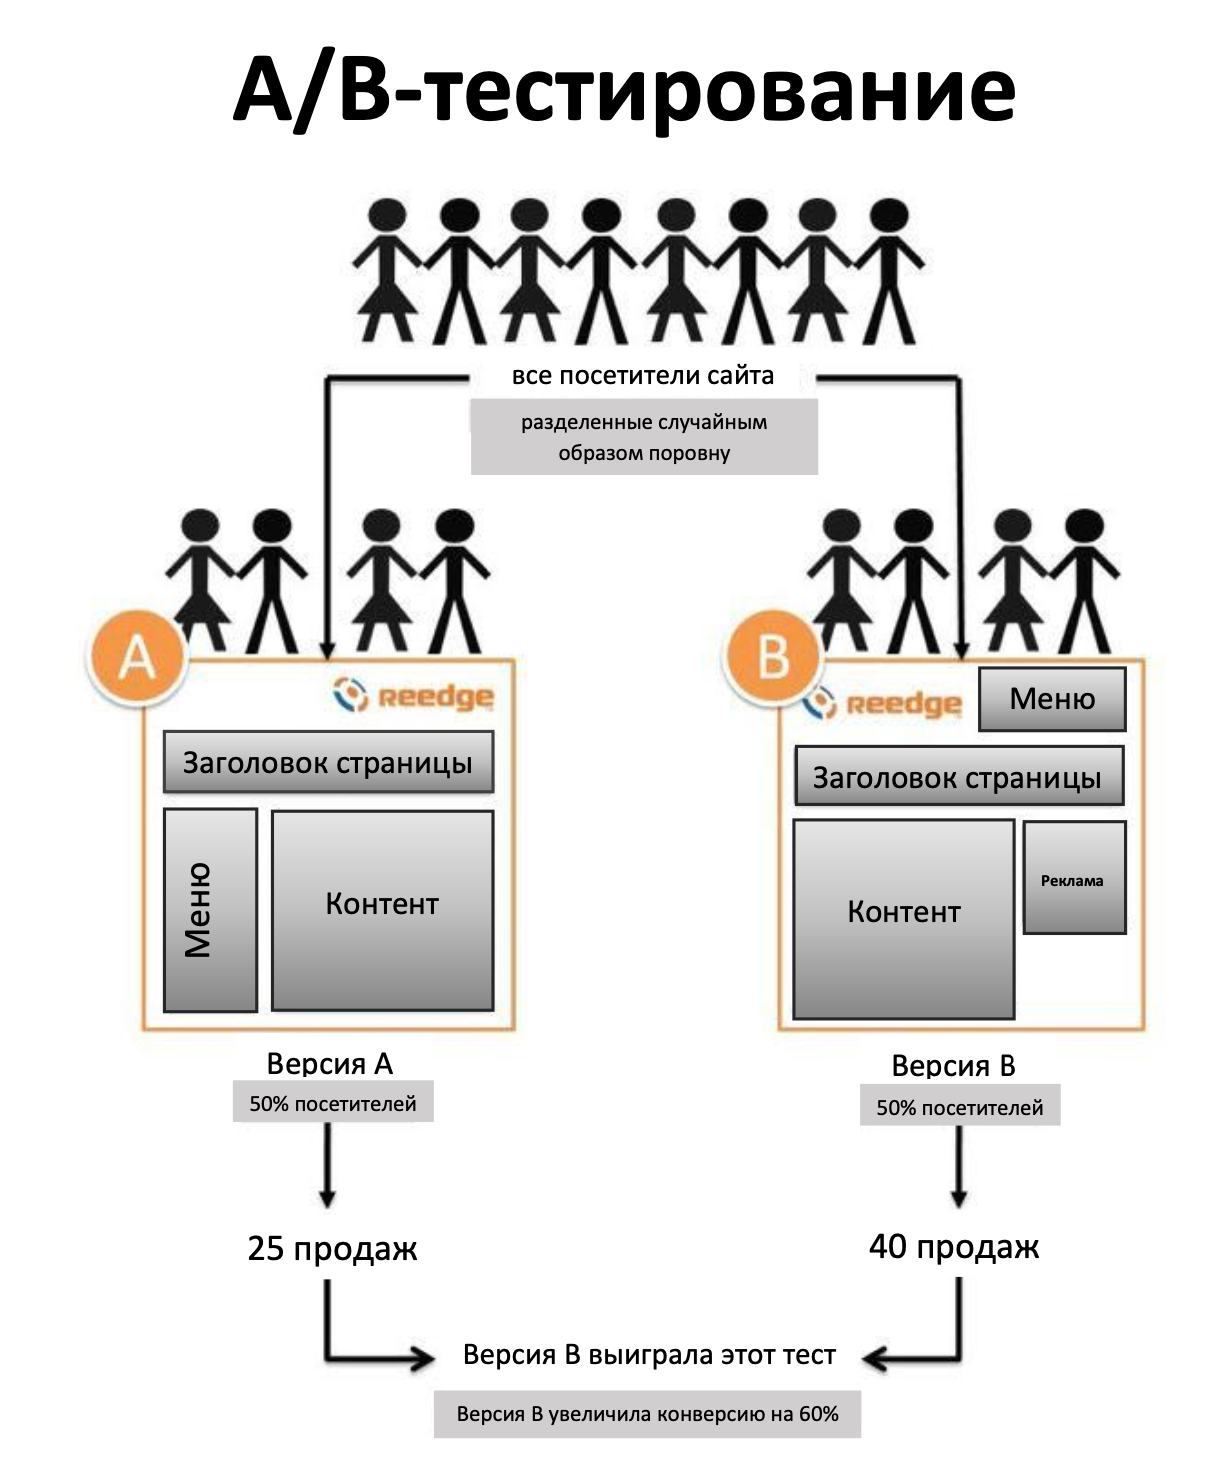 А/В-тестирование
все посетители сайта
разделенные случайным
образом поровну
A
reedge
Заголовок страницы
Меню
Контент
B
reedge
Меню
Заголовок страницы
Контент
Реклама
Версия А
50% посетителей
Версия В
50% посетителей
25 продаж
40 продаж
Версия В выиграла этот тест
Версия В увеличила конверсию на 60%